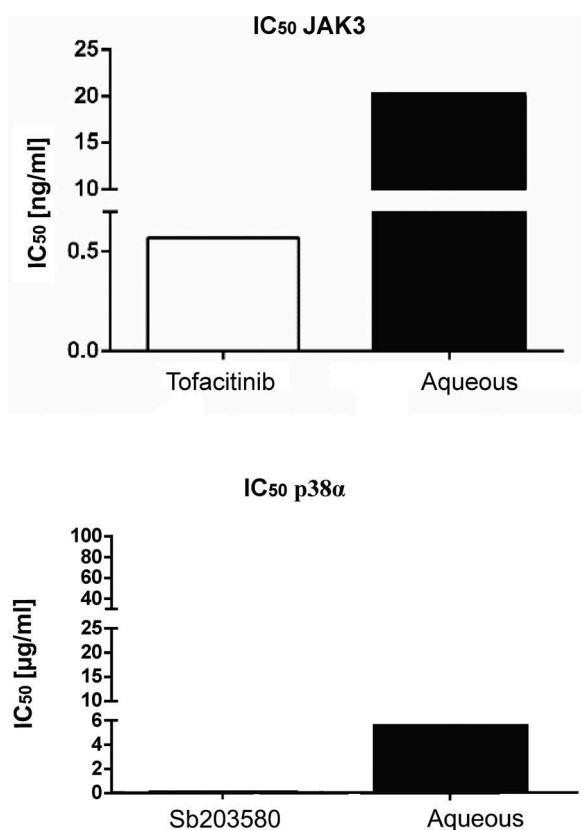 IC₅₀ JAK3
IC₅₀ [ng/ml]
25
20
15
10
0.5
0.0
Tofacitinib
Aqueous
IC₅₀ p38α
IC₅₀ [µg/ml]
100
80
60
40
25
20
15
10
6
4
2
0
Sb203580
Aqueous